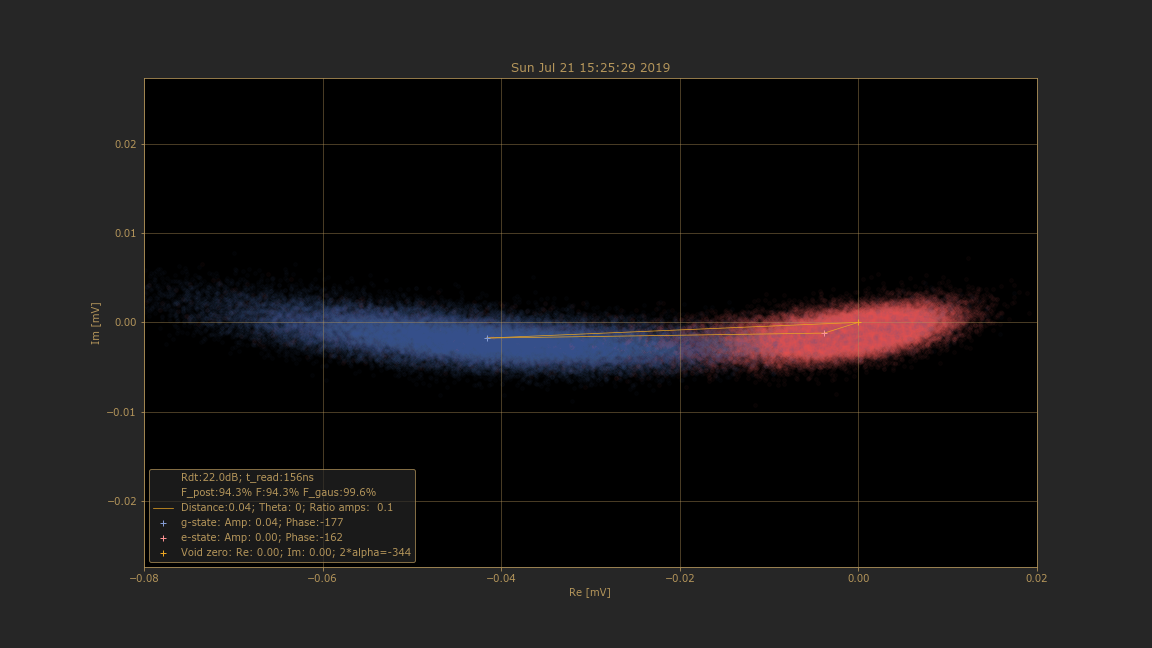 Sun Jul 21 15:25:29 2019
Im [mV]
0.02
0.01
0.00
−0.01
−0.02
Rdt:22.0dB; t_read:156ns
F_post:94.3% F:94.3% F_gaus:99.6%
Distance:0.04; Theta: 0; Ratio amps:  0.1
g-state: Amp: 0.04; Phase:-177
e-state: Amp: 0.00; Phase:-162
Void zero: Re: 0.00; Im: 0.00; 2*alpha=-344
−0.08
−0.06
−0.04
−0.02
0.00
0.02
Re [mV]